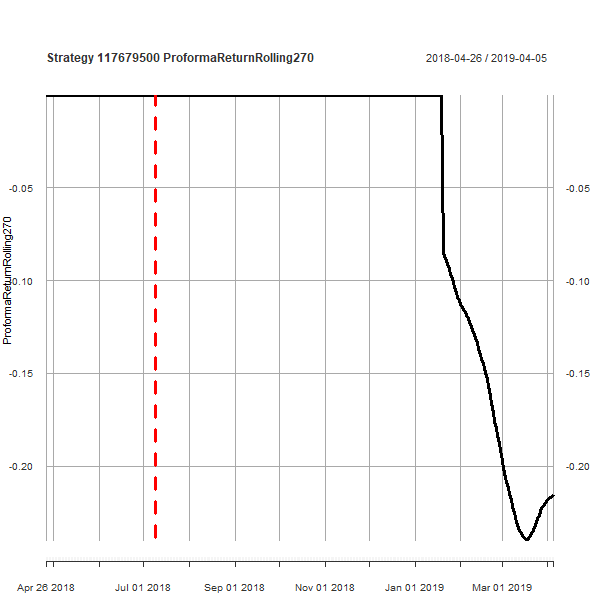 Strategy 117679500 ProformaReturnRolling270
2018-04-26 / 2019-04-05
ProformaReturnRolling270
-0.05 -0.05
-0.10 -0.10
-0.15 -0.15
-0.20 -0.20
Apr 26 2018 Jul 01 2018 Sep 01 2018 Nov 01 2018 Jan 01 2019 Mar 01 2019